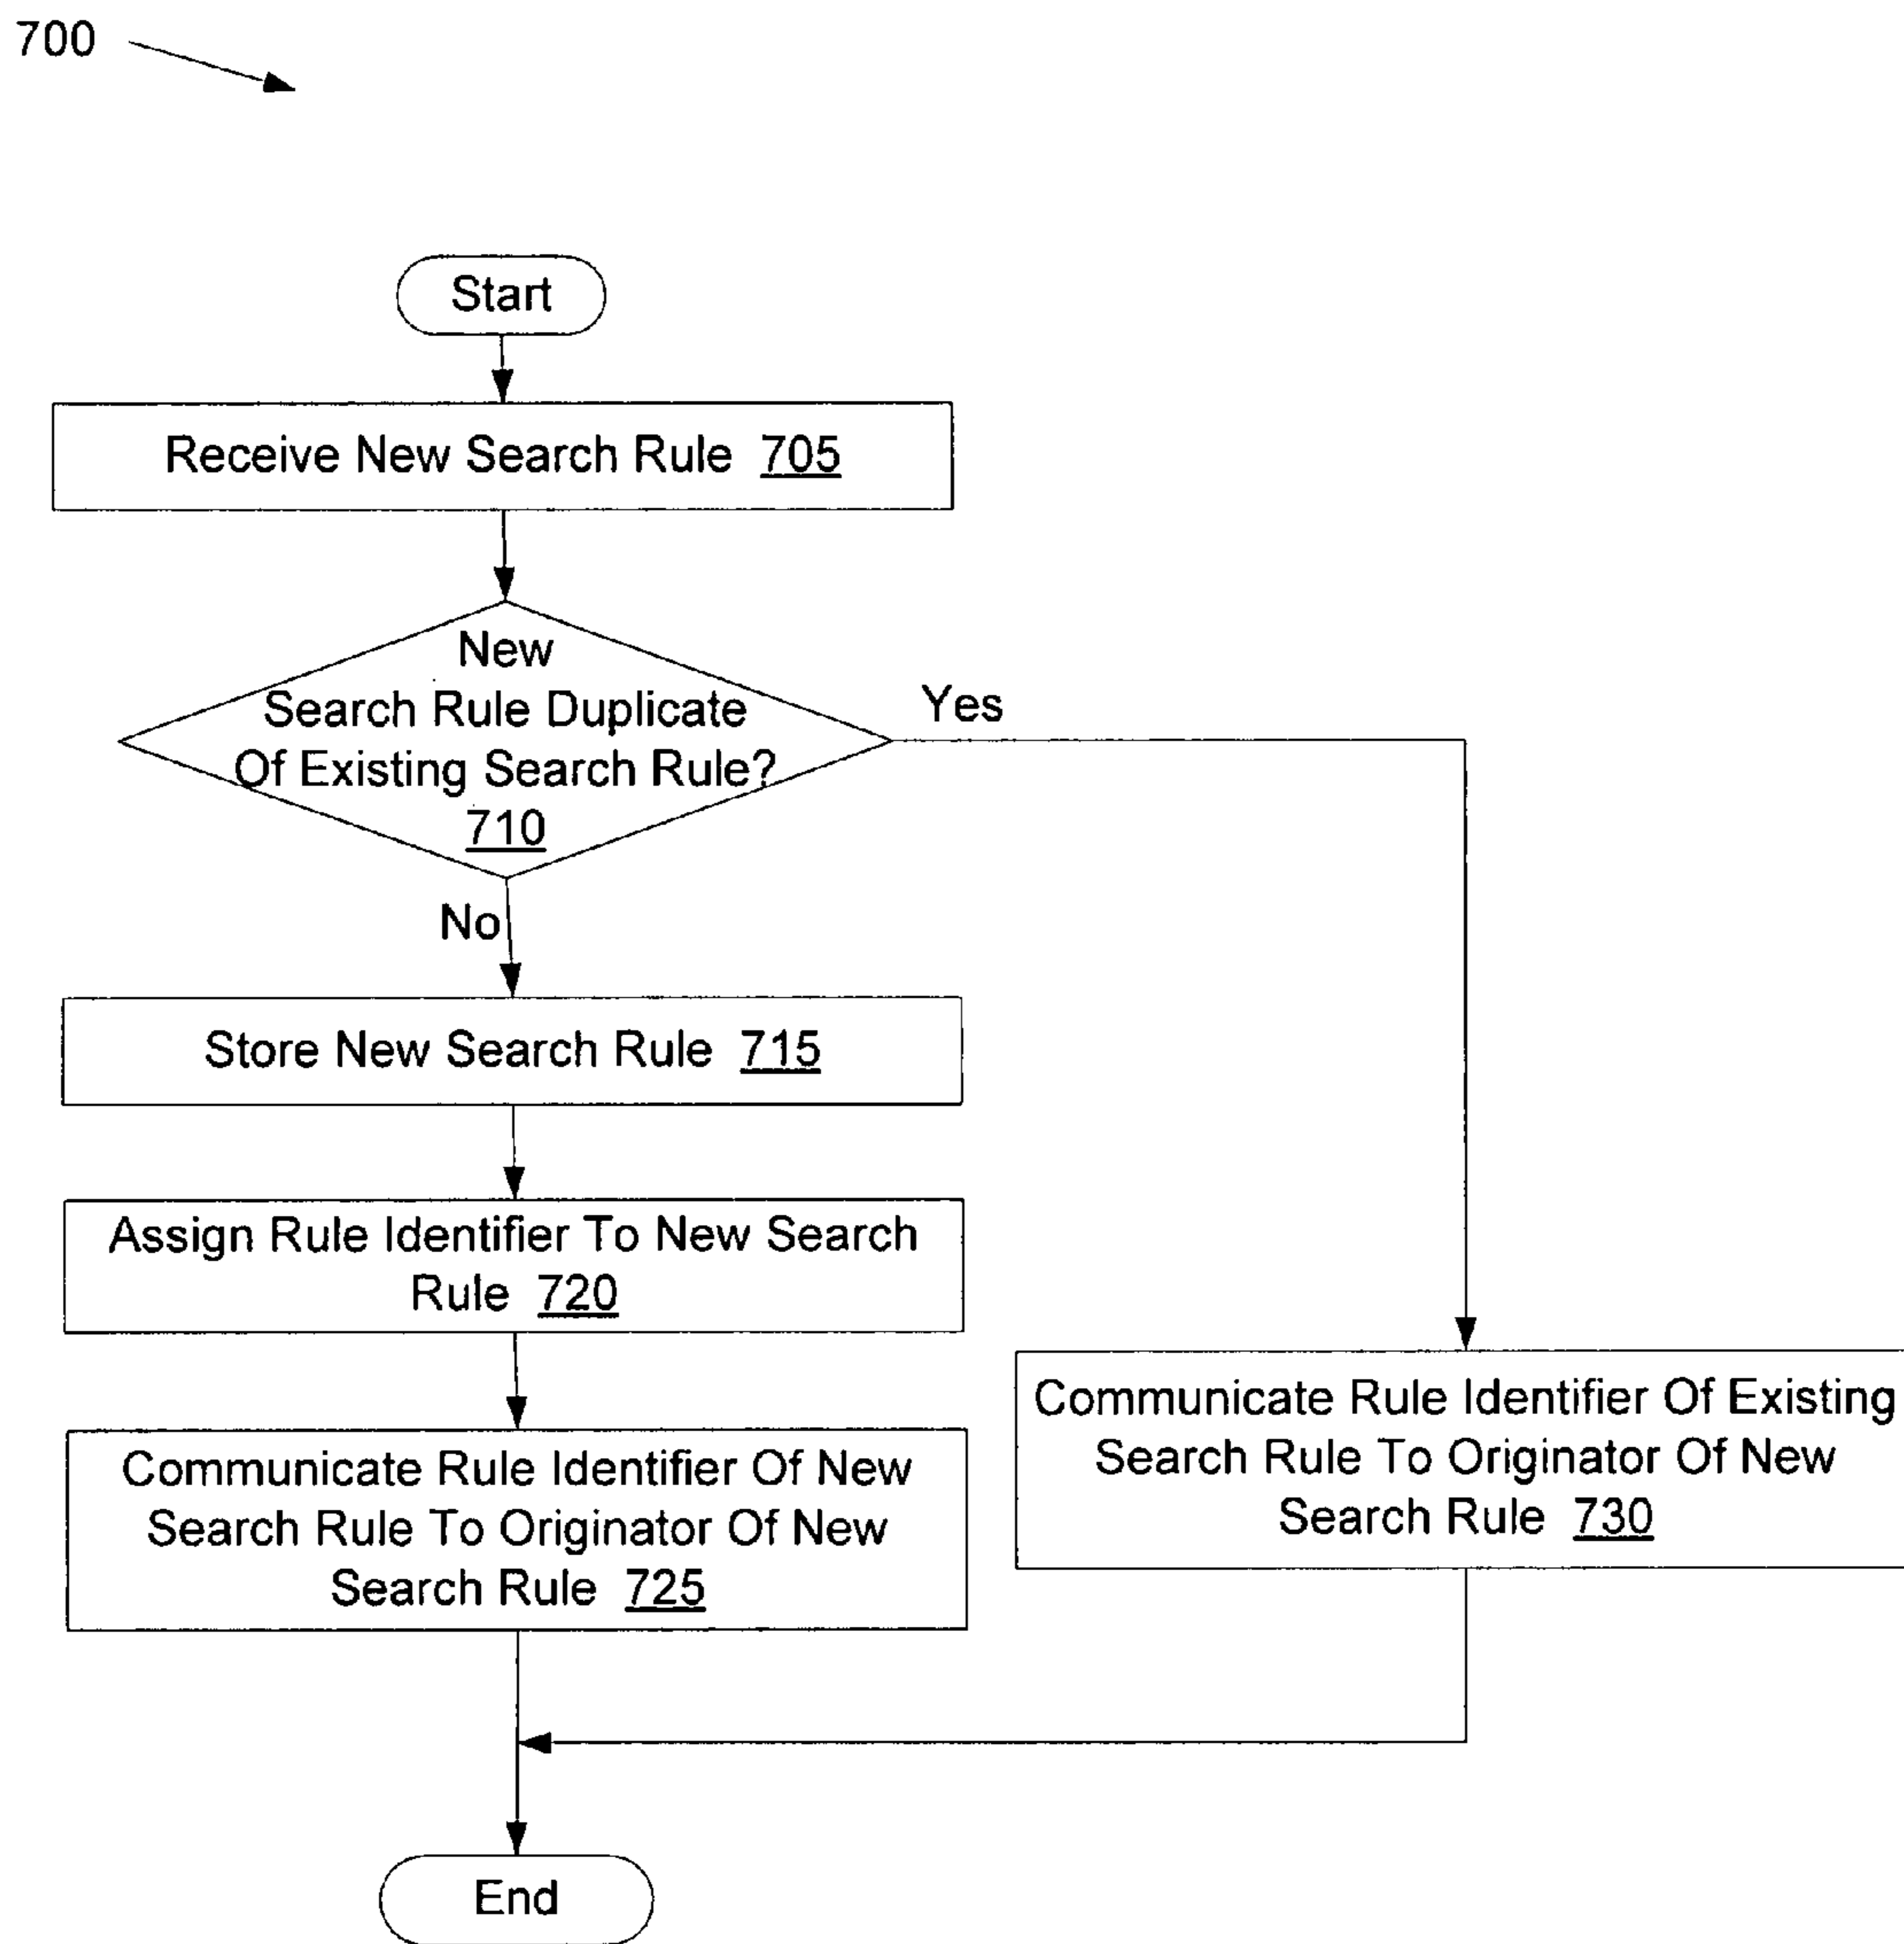 700
Start
Receive New Search Rule 705
New
Search Rule Duplicate
Of Existing Search Rule?
710
Yes
No
Store New Search Rule 715
Assign Rule Identifier To New Search
Rule 720
Communicate Rule Identifier Of New
Search Rule To Originator Of New
Search Rule 725
Communicate Rule Identifier Of Existing
Search Rule To Originator Of New
Search Rule 730
End